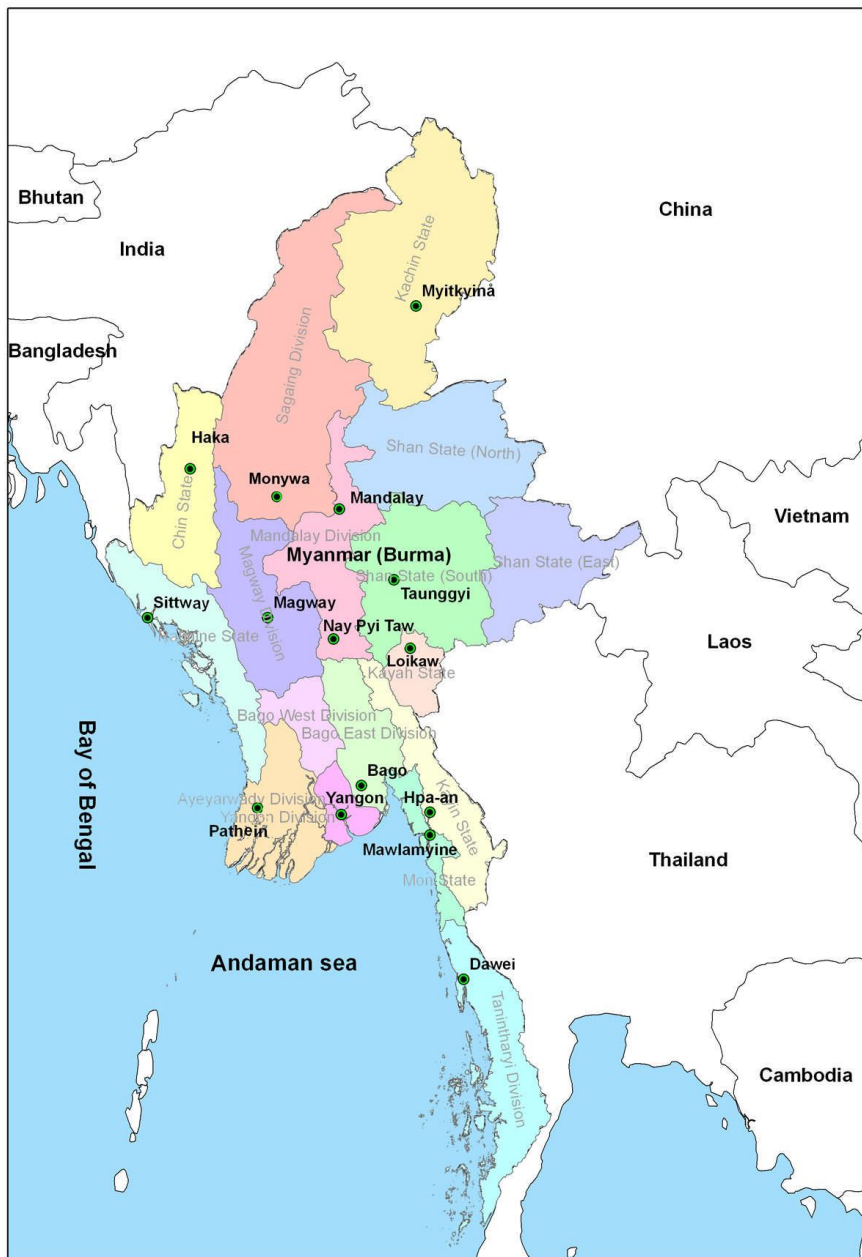 Bhutan
China
India
Kachin State
Myitkyina
Bangladesh
Sagaing Division
Haka
Shan State (North)
Monywa
Mandalay
Chin State
Vietnam
Mandalay Division
Myanmar (Burma)
Shan State (East)
Shan State (South)
Taunggyi
Magway Division
Sittway
Magway
Rakhine State
Nay Pyi Taw
Laos
Loikaw
Kayah State
Bago West Division
Bago East Division
Bay of Bengal
Bago
Ayeyarwady Division
Yangon
Hpa-an
Yangon Division
Kayin State
Pathein
Mawlamyine
Thailand
Mon State
Andaman sea
Dawei
Tanintharyi Division
Cambodia